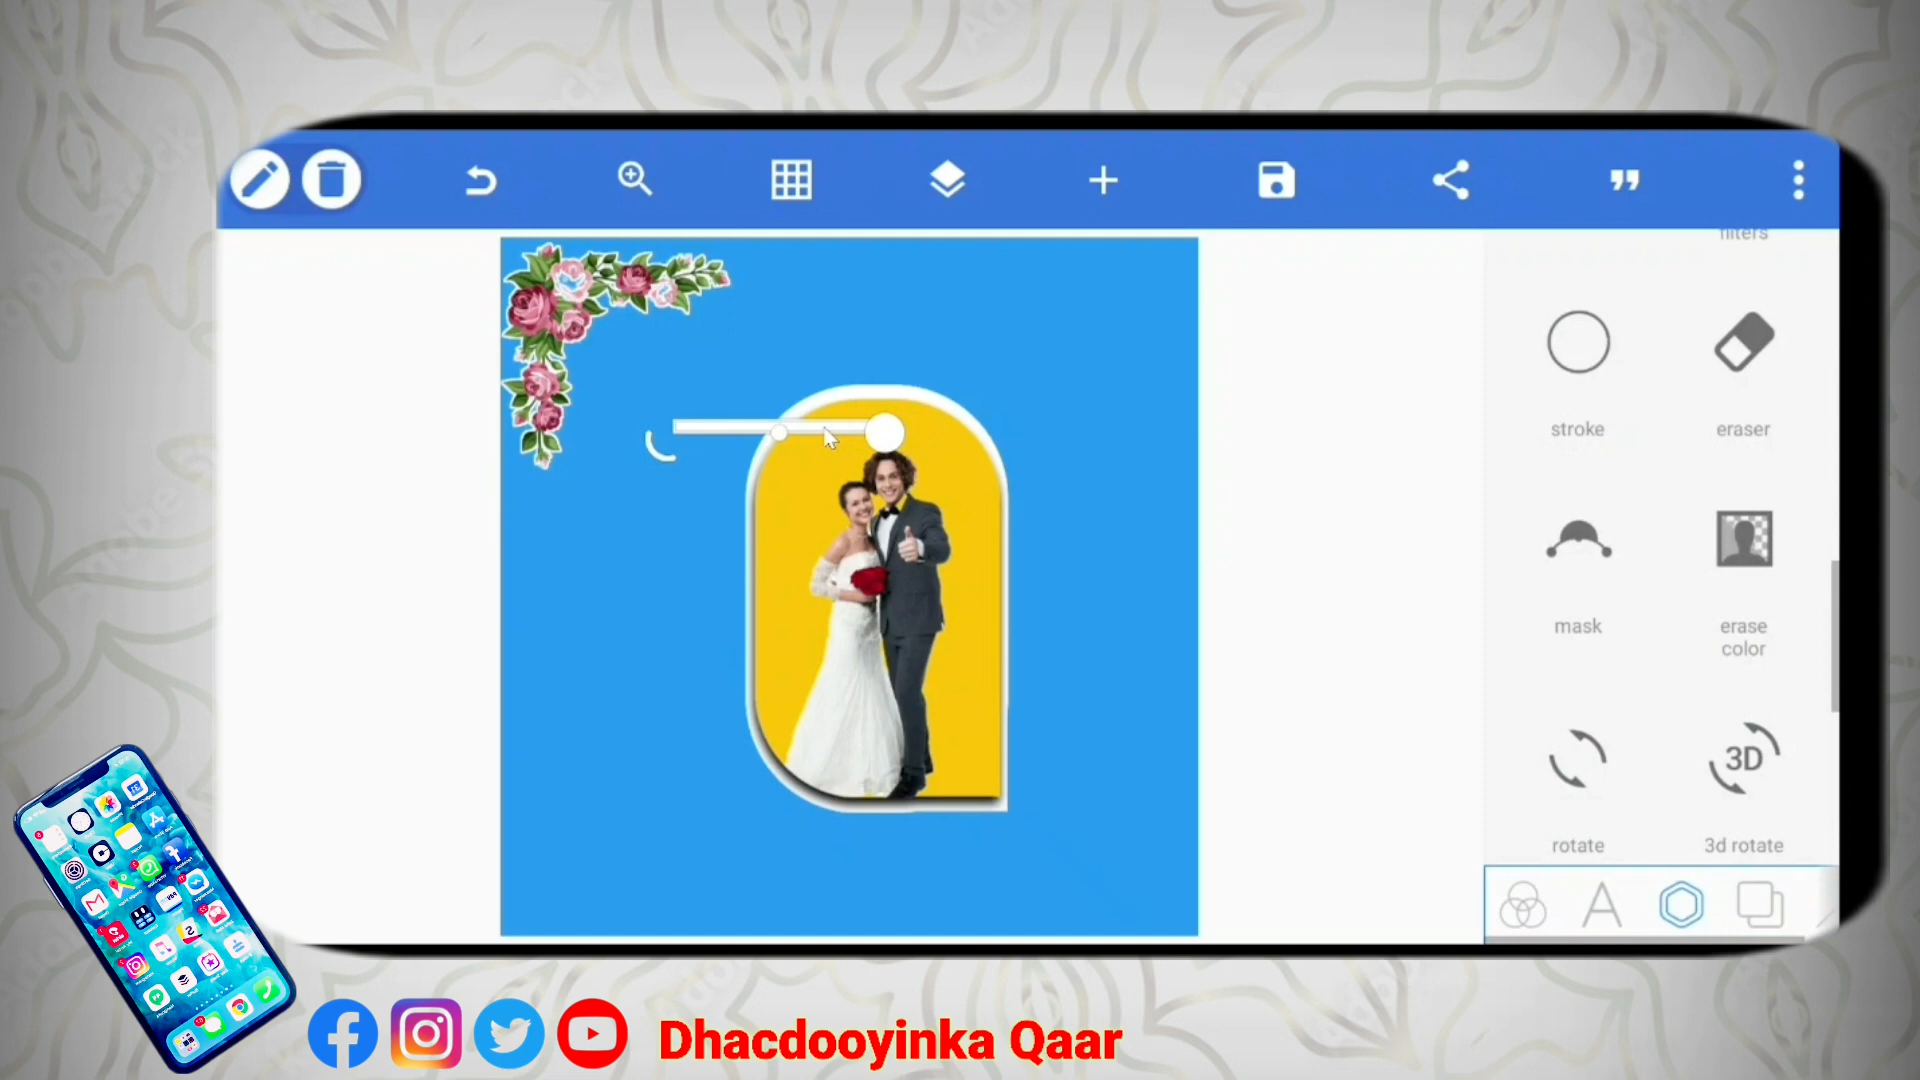 filters
stroke
eraser
mask
erase
color
3D
rotate
3d rotate
A
Dhacdooyinka Qaar